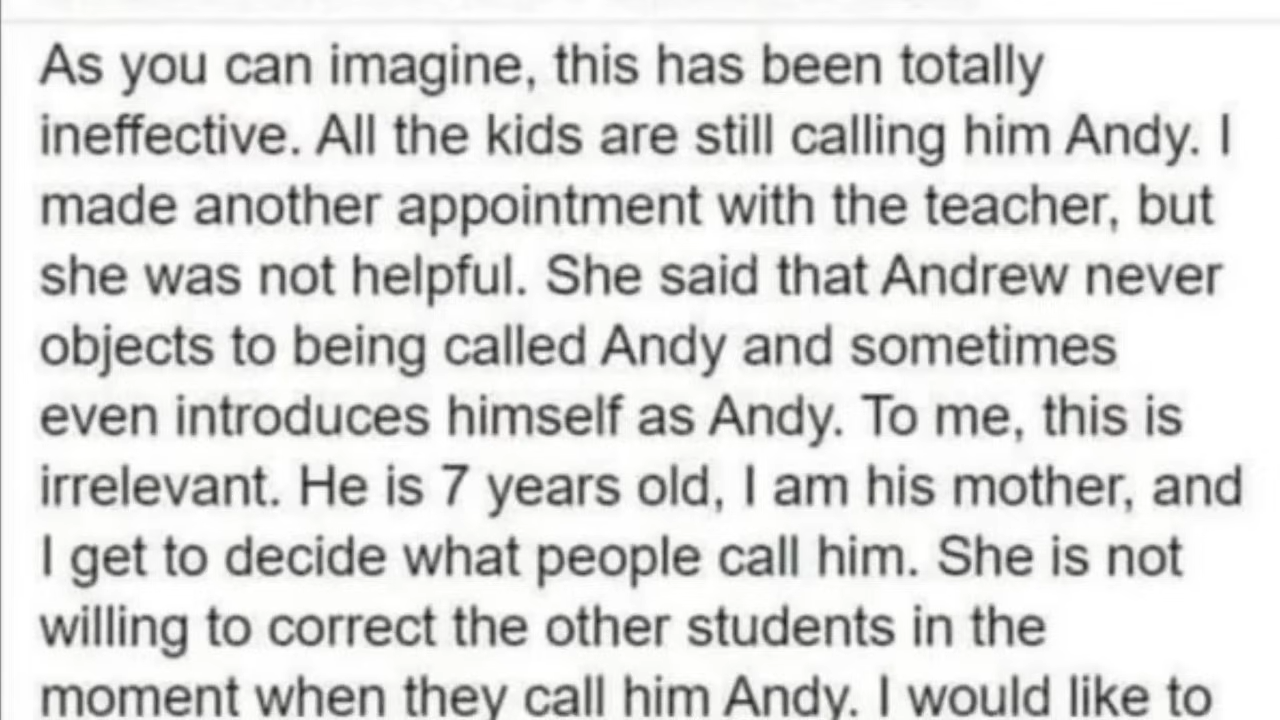 As you can imagine, this has been totally
ineffective. All the kids are still calling him Andy. I
made another appointment with the teacher, but
she was not helpful. She said that Andrew never
objects to being called Andy and sometimes
even introduces himself as Andy. To me, this is
irrelevant. He is 7 years old, I am his mother, and
I get to decide what people call him. She is not
willing to correct the other students in the
moment when they call him Andy. I would like to